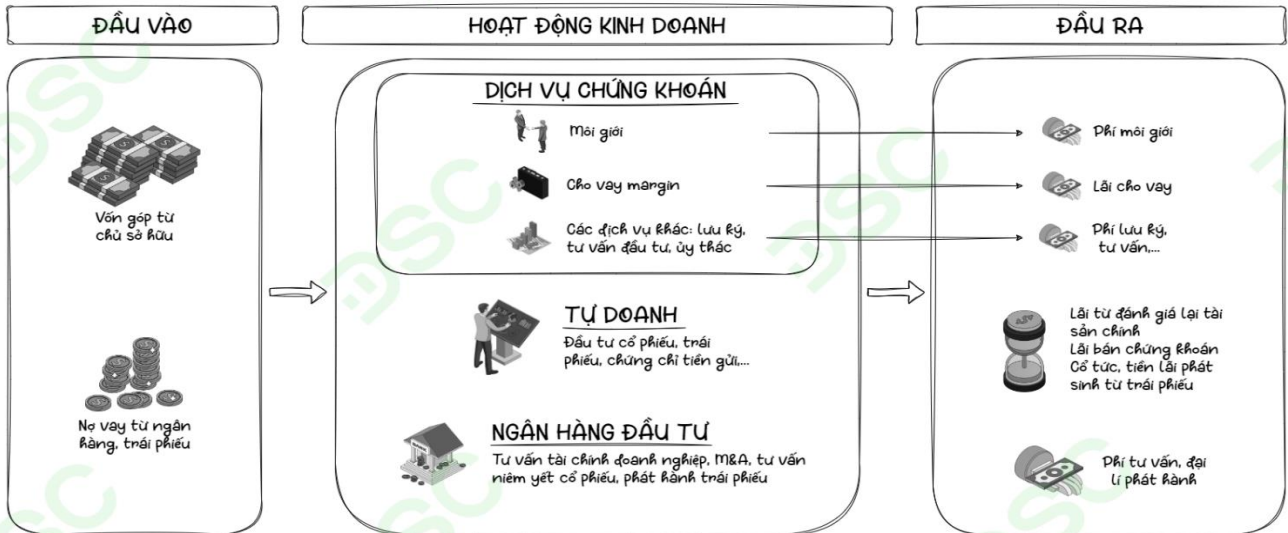 ĐẦU VÀO
HOẠT ĐỘNG KINH DOANH
ĐẦU RA
Vốn góp từ
chủ sở hữu
Nợ vay từ ngân
hàng, trái phiếu
DỊCH VỤ CHỨNG KHOÁN
Môi giới
Cho vay margin
Các dịch vụ khác: lưu ký,
tư vấn đầu tư, ủy thác
TỰ DOANH
Đầu tư cổ phiếu, trái
phiếu, chứng chỉ tiền gửi,...
NGÂN HÀNG ĐẦU TƯ
Tư vấn tài chính doanh nghiệp, M&A, tư vấn
niêm yết cổ phiếu, phát hành trái phiếu
Phí môi giới
Lãi cho vay
Phí lưu ký,
tư vấn,...
Lãi từ đánh giá lại tài
sản chính
Lãi bán chứng khoán
Cổ tức, tiền lãi phát
sinh từ trái phiếu
Phí tư vấn, đại
lí phát hành
DSC
DSC
DSC
DSC
DSC